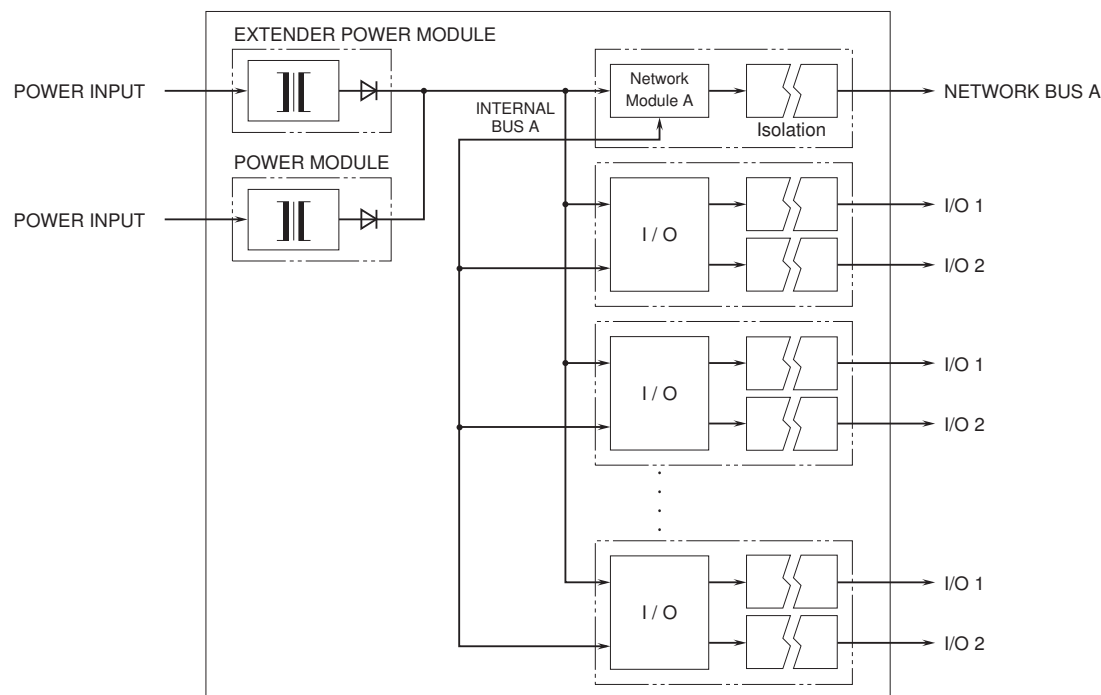 EXTENDER POWER MODULE
POWER INPUT
Network
Module A
NETWORK BUS A
INTERNAL
BUS A
Isolation
POWER MODULE
POWER INPUT
I / O
I/O 1
I/O 2
I / O
I/O 1
I/O 2
I / O
I/O 1
I/O 2